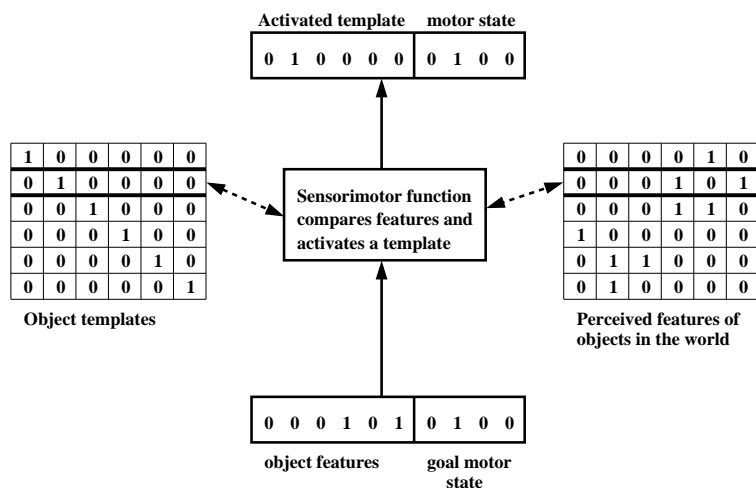 Activated template motor state
0 1 0 0 0 0 0 1 0 0
1 0 0 0 0 0
0 1 0 0 0 0
0 0 1 0 0 0
0 0 0 1 0 0
0 0 0 0 1 0
0 0 0 0 0 1
Object templates
Sensorimotor function
compares features and
activates a template
0 0 0 0 1 0
0 0 0 1 0 1
0 0 0 1 1 0
1 0 0 0 0 0
0 1 1 0 0 0
0 1 0 0 0 0
Perceived features of
objects in the world
0 0 0 1 0 1 0 1 0 0
object features goal motor
state